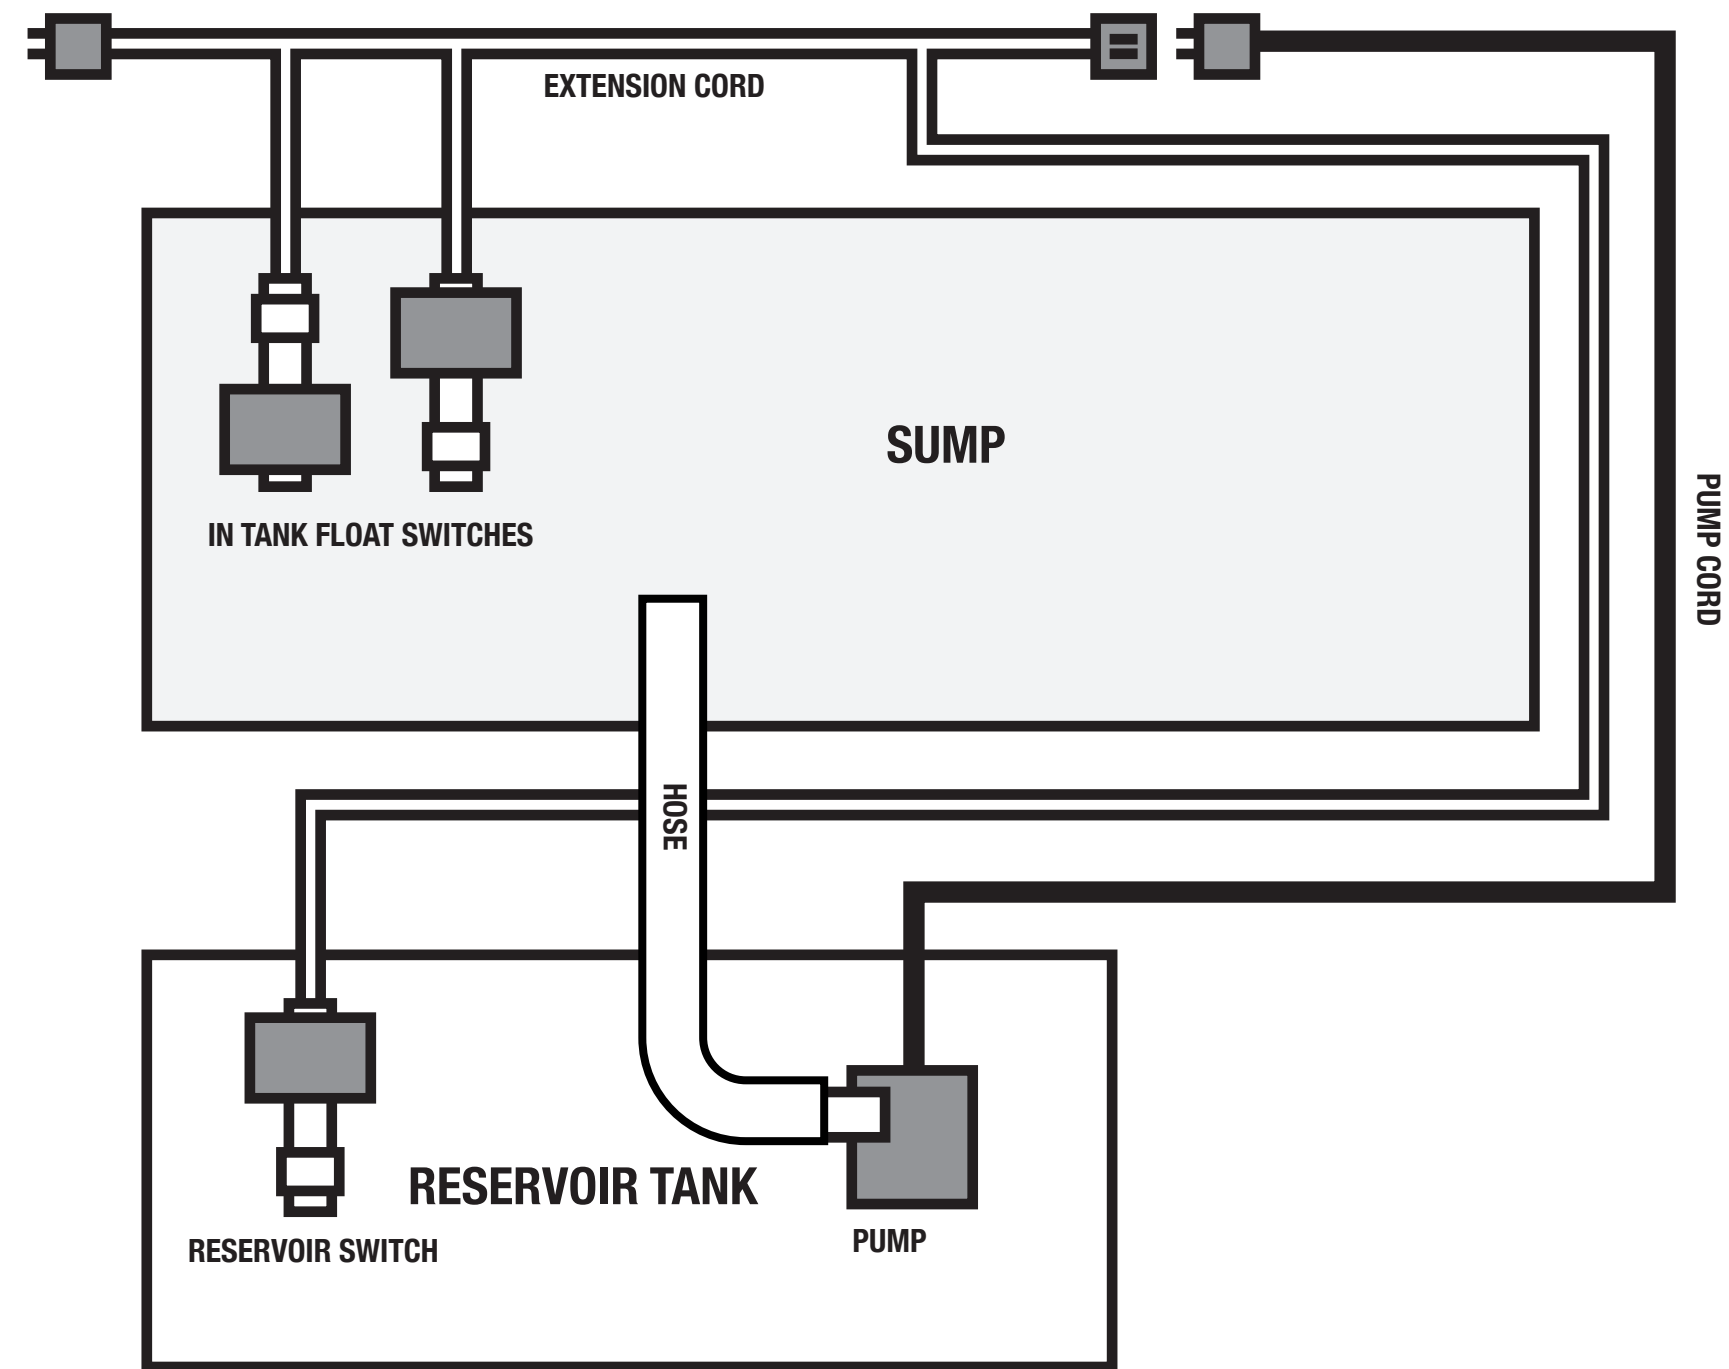 EXTENSION CORD
SUMP
PUMP CORD
IN TANK FLOAT SWITCHES
HOSE
RESERVOIR TANK
PUMP
RESERVOIR SWITCH